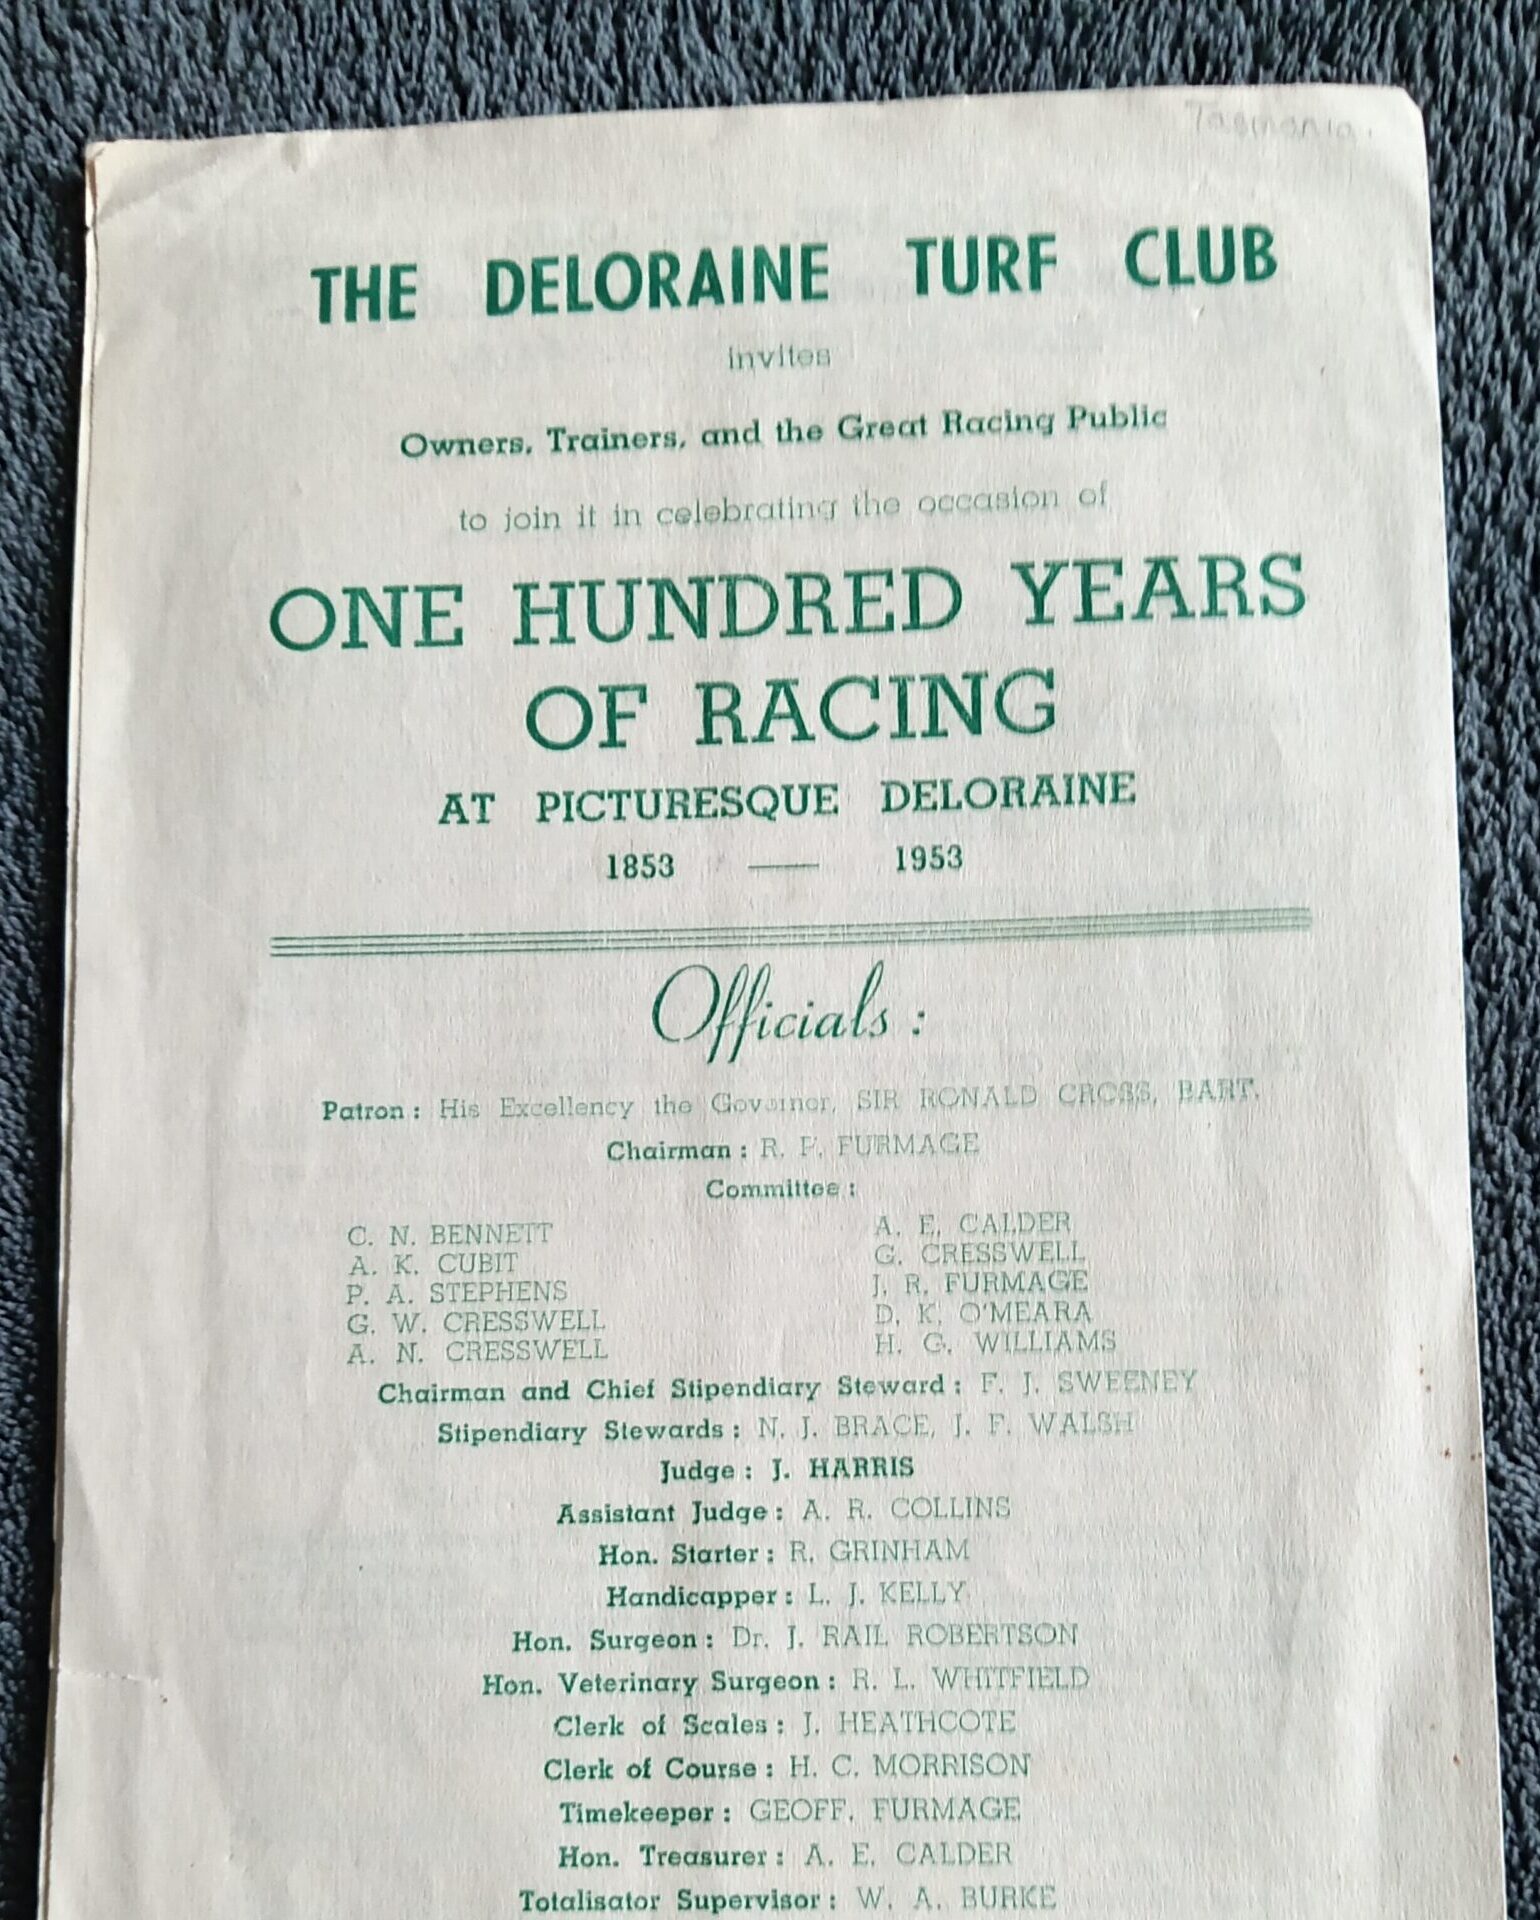 Tasmania.
THE DELORAINE TURF CLUB
invites
Owners, Trainers, and the Great Racing Public
to join it in celebrating the occasion of
ONE HUNDRED YEARS
OF RACING
AT PICTURESQUE DELORAINE
1853 — 1953
Officials :
Patron : His Excellency the Governor, SIR RONALD CROSS, BART.
Chairman : R. F. FURMAGE
Committee :
C. N. BENNETT A. E. CALDER
A. K. CUBIT G. CRESSWELL
P. A. STEPHENS J. R. FURMAGE
G. W. CRESSWELL D. K. O'MEARA
A. N. CRESSWELL H. G. WILLIAMS
Chairman and Chief Stipendiary Steward : F. J. SWEENEY
Stipendiary Stewards : N. J. BRACE, J. F. WALSH
Judge : J. HARRIS
Assistant Judge : A. R. COLLINS
Hon. Starter : R. GRINHAM
Handicapper : L. J. KELLY
Hon. Surgeon : Dr. J. RAIL ROBERTSON
Hon. Veterinary Surgeon : R. L. WHITFIELD
Clerk of Scales : J. HEATHCOTE
Clerk of Course : H. C. MORRISON
Timekeeper : GEOFF. FURMAGE
Hon. Treasurer : A. E. CALDER
Totalisator Supervisor : W. A. BURKE